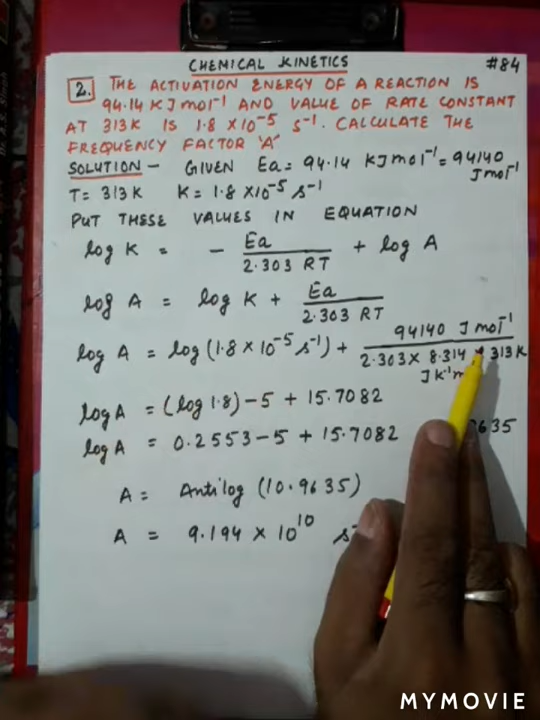 CHEMICAL KINETICS #84
2. THE ACTIVATION ENERGY OF A REACTION IS
94.14 KJ mol⁻¹ AND VALUE OF RATE CONSTANT
AT 313K IS 1.8 × 10⁻⁵ s⁻¹. CALCULATE THE
FREQUENCY FACTOR 'A'
SOLUTION - GIVEN Ea = 94.14 KJ mol⁻¹ = 94140
J mol⁻¹
T = 313 K K = 1.8 × 10⁻⁵ s⁻¹
PUT THESE VALUES IN EQUATION
log K = - Ea / 2.303 RT + log A
log A = log K + Ea / 2.303 RT
log A = log (1.8 × 10⁻⁵ s⁻¹) + 94140 J mol⁻¹ / 2.303 × 8.314 × 313K
J K⁻¹ m
log A = (log 1.8) - 5 + 15.7082
log A = 0.2553 - 5 + 15.7082 9635
A = Antilog (10.9635)
A = 9.194 × 10¹⁰ s⁻
MYMOVIE